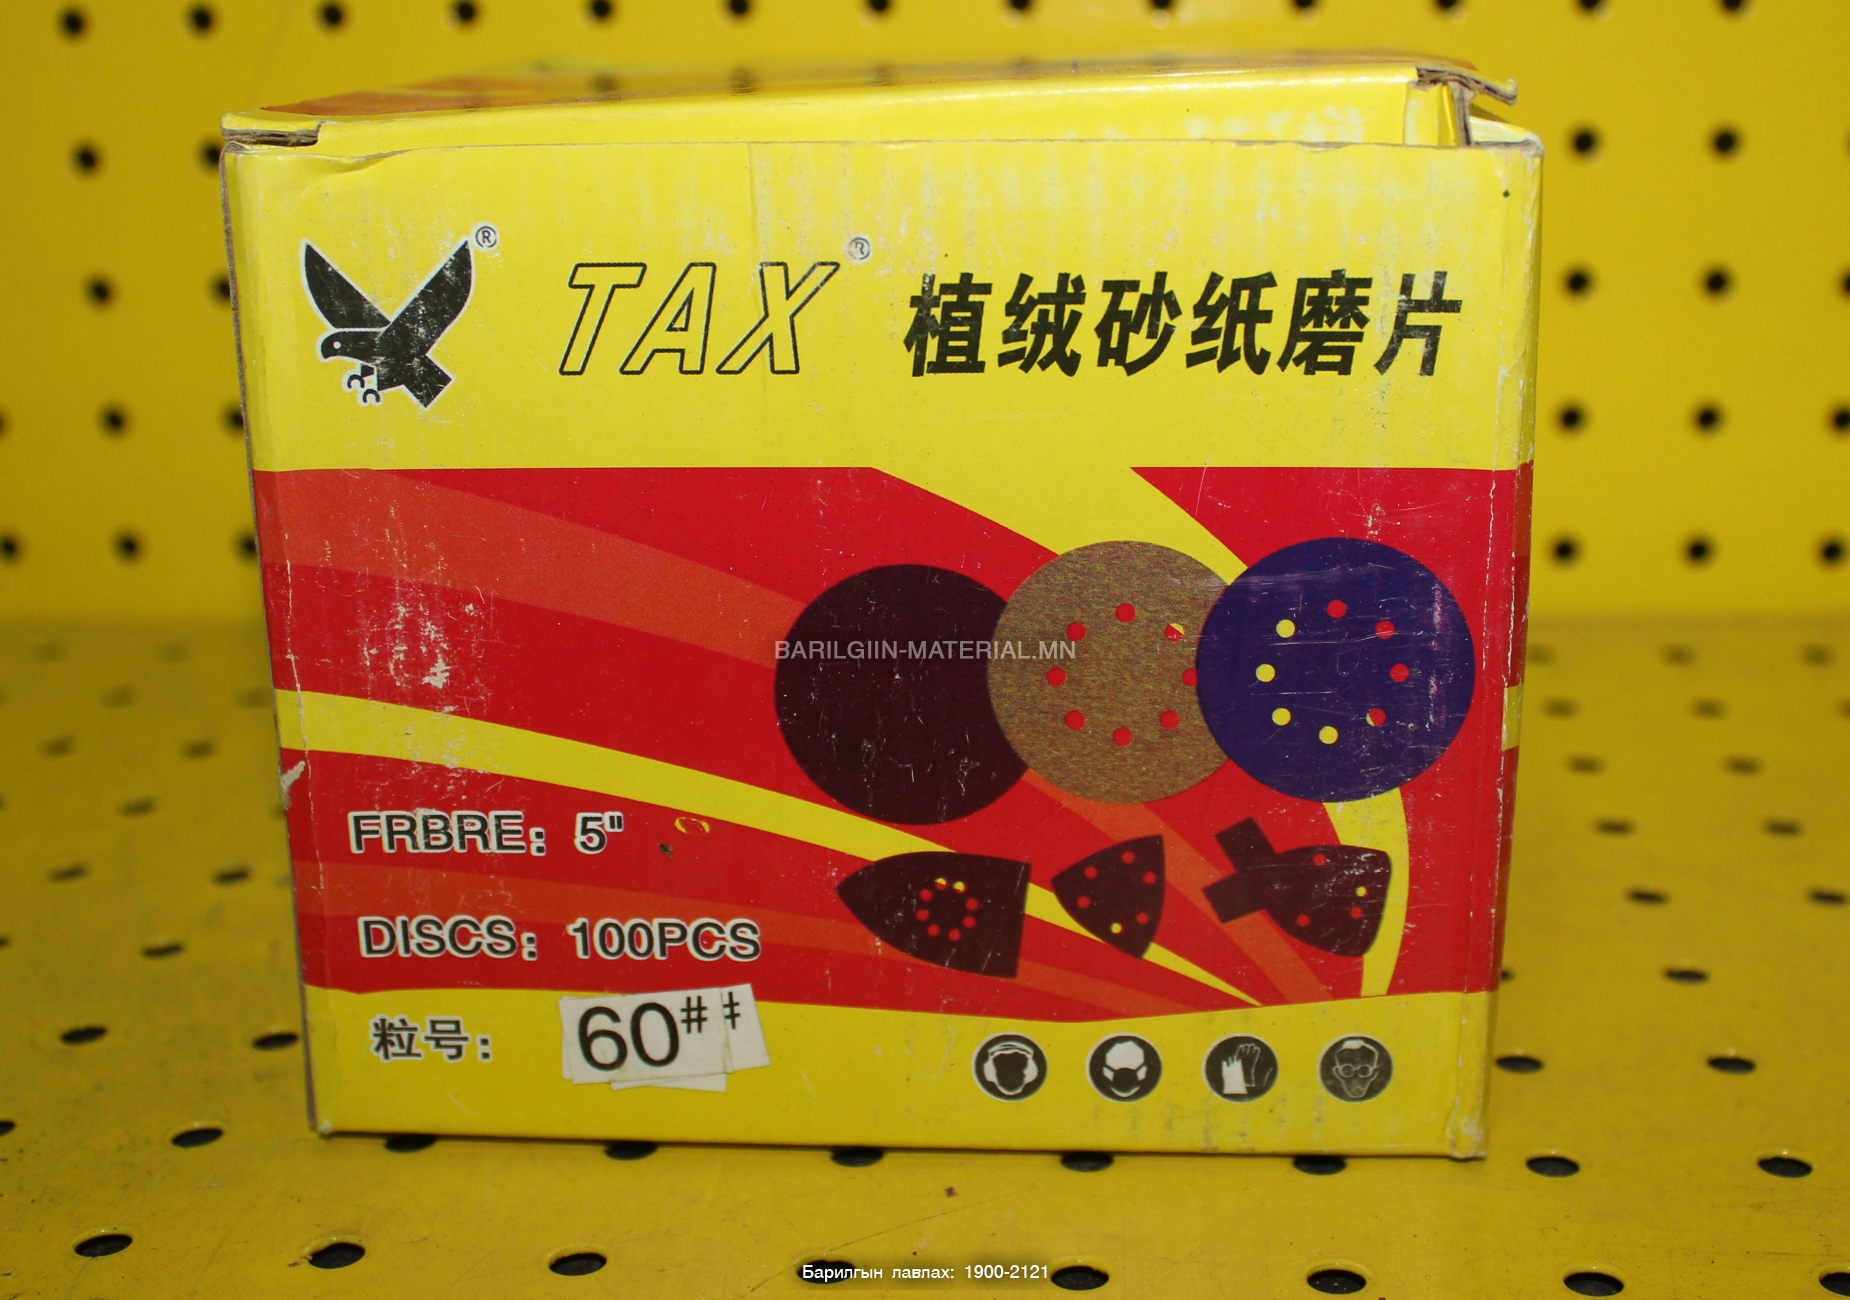 ®
TAX®
植绒砂纸磨片
BARILGIIN-MATERIAL.MN
FRBRE: 5"
DISCS: 100PCS
粒号: 60#
Барилгын лавлах: 1900-2121